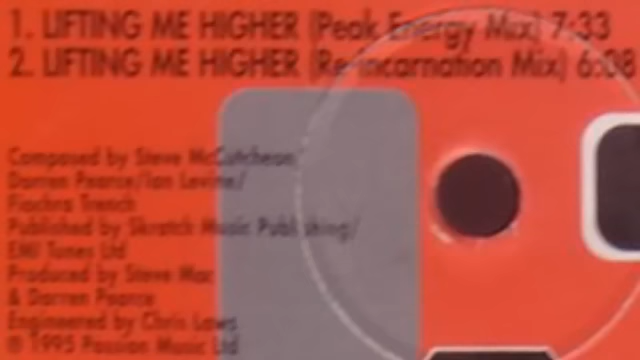 1. LIFTING ME HIGHER (Peak Energy Mix) 7:33
2. LIFTING ME HIGHER (Re-Incarnation Mix) 6:08
Composed by Steve McCutcheon/
Darren Pearse/Ian Levine/
Fiachra Trench
Published by Skratch Music Publishing/
EMI Tunes Ltd
Produced by Steve Mac
& Darren Pearce
Engineered by Chris Laws
℗ 1995 Passion Music Ltd